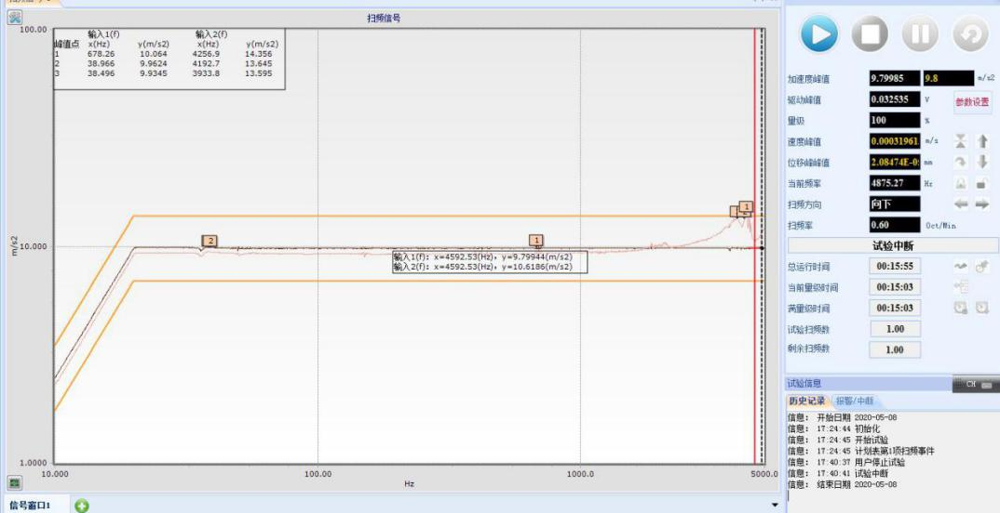 扫频信号
输入1(f) 输入2(f)
峰值点 x(Hz) y(m/s2) x(Hz) y(m/s2)
1 678.26 10.064 4256.9 14.356
2 38.966 9.9624 4192.7 13.645
3 38.496 9.9345 3933.8 13.595
100.00
10.000
1.0000
m/s2
2
1
1
输入1(f): x=4592.53(Hz), y=9.79944(m/s2)
输入2(f): x=4592.53(Hz), y=10.6186(m/s2)
10.000 100.00 1000.0 5000.0
Hz
信号窗口1
加速度峰值 9.79985 9.8 m/s2
驱动峰值 0.032535 V 参数设置
量级 100 %
速度峰值 0.00031961 m/s
位移峰峰值 2.08474E-0 mm
当前频率 4875.27 Hz
扫频方向 向下
扫频率 0.60 Oct/Min
试验中断
总运行时间 00:15:55
当前量级时间 00:15:03
满量级时间 00:15:03
试验扫频数 1.00
剩余扫频数 1.00
试验信息 CH
历史记录 报警/中断
信息: 开始日期 2020-05-08
信息: 17:24:44 初始化
信息: 17:24:45 开始试验
信息: 17:24:45 计划表第1项扫频事件
信息: 17:40:37 用户停止试验
信息: 17:40:41 试验中断
信息: 结束日期 2020-05-08